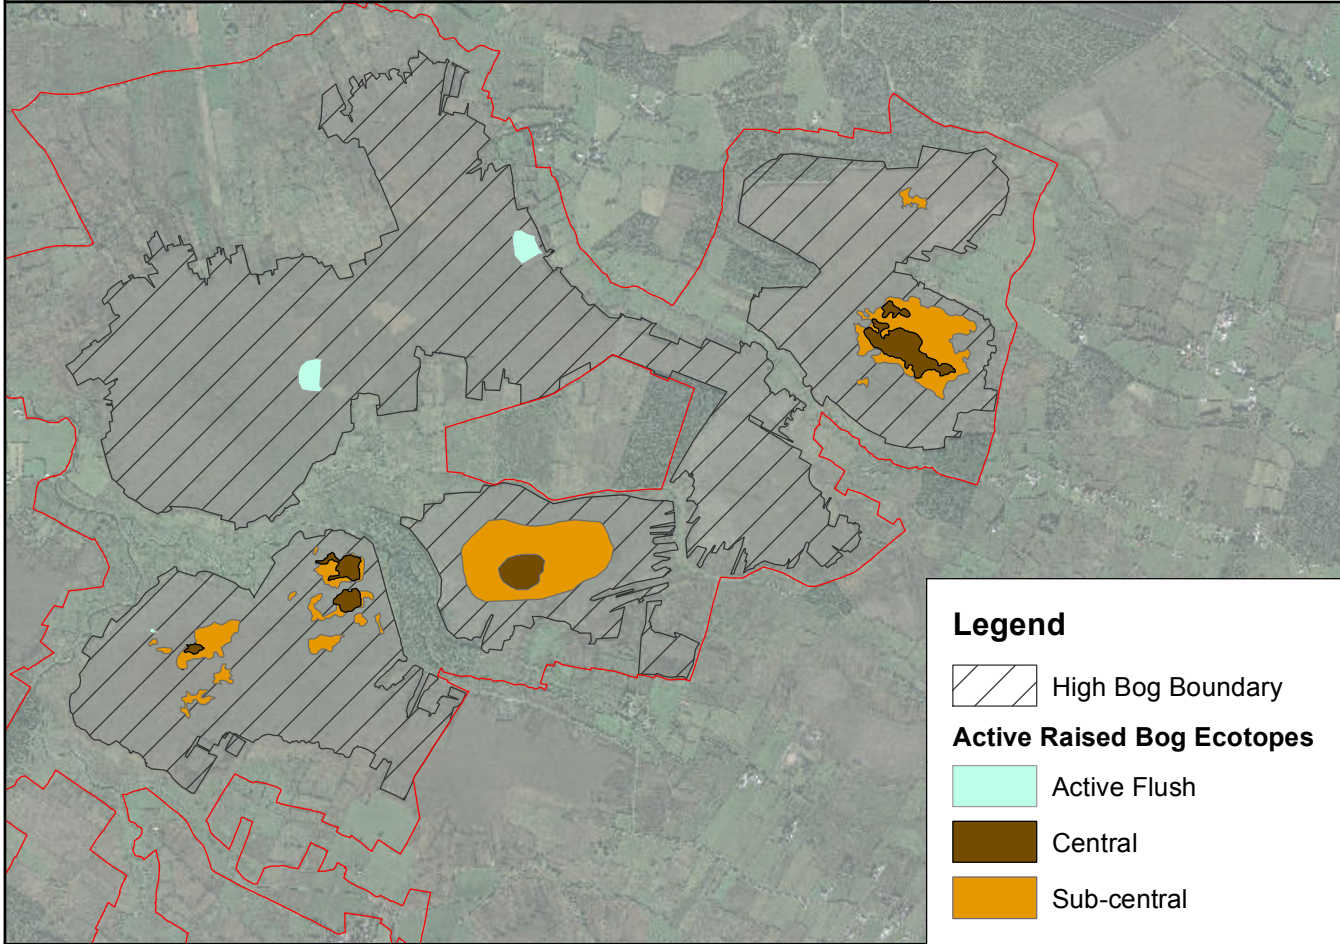 Legend
High Bog Boundary
Active Raised Bog Ecotopes
Active Flush
Central
Sub-central